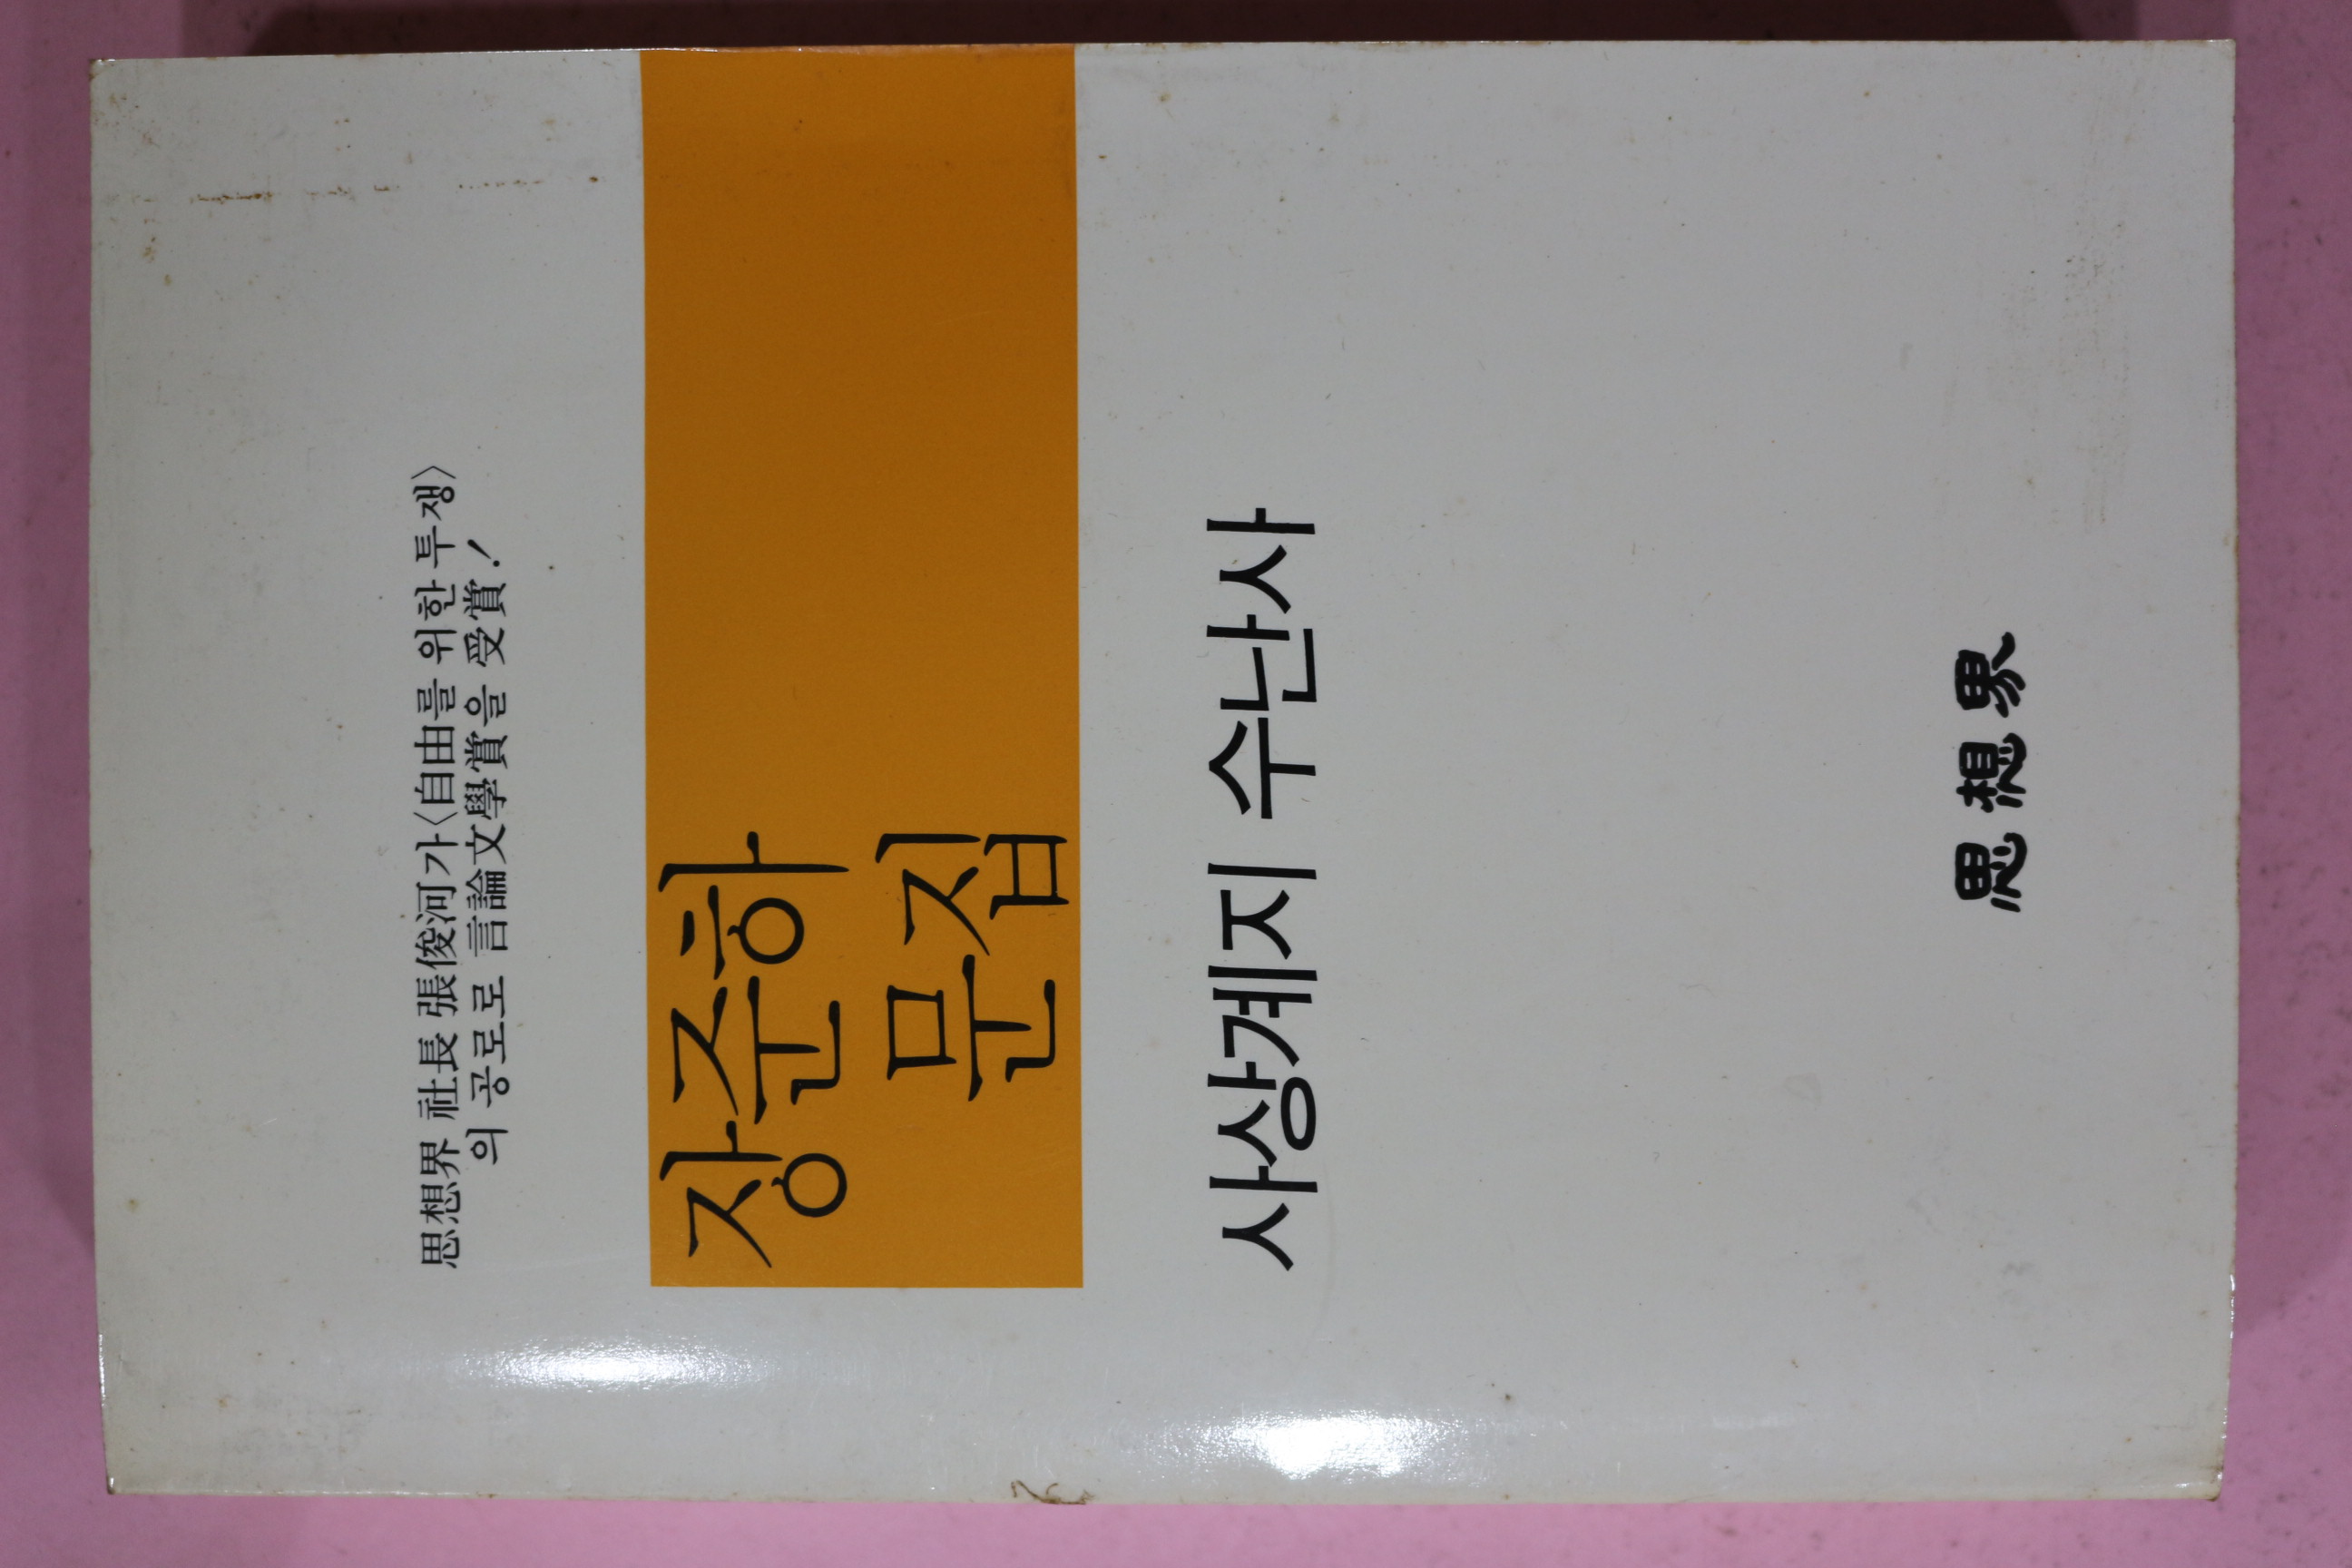 思想界 社長 張俊河가〈自由를 위한 투쟁〉
의 공로로 言論文學賞을 受賞!
장준하
문집
사상계지 수난사
思想界